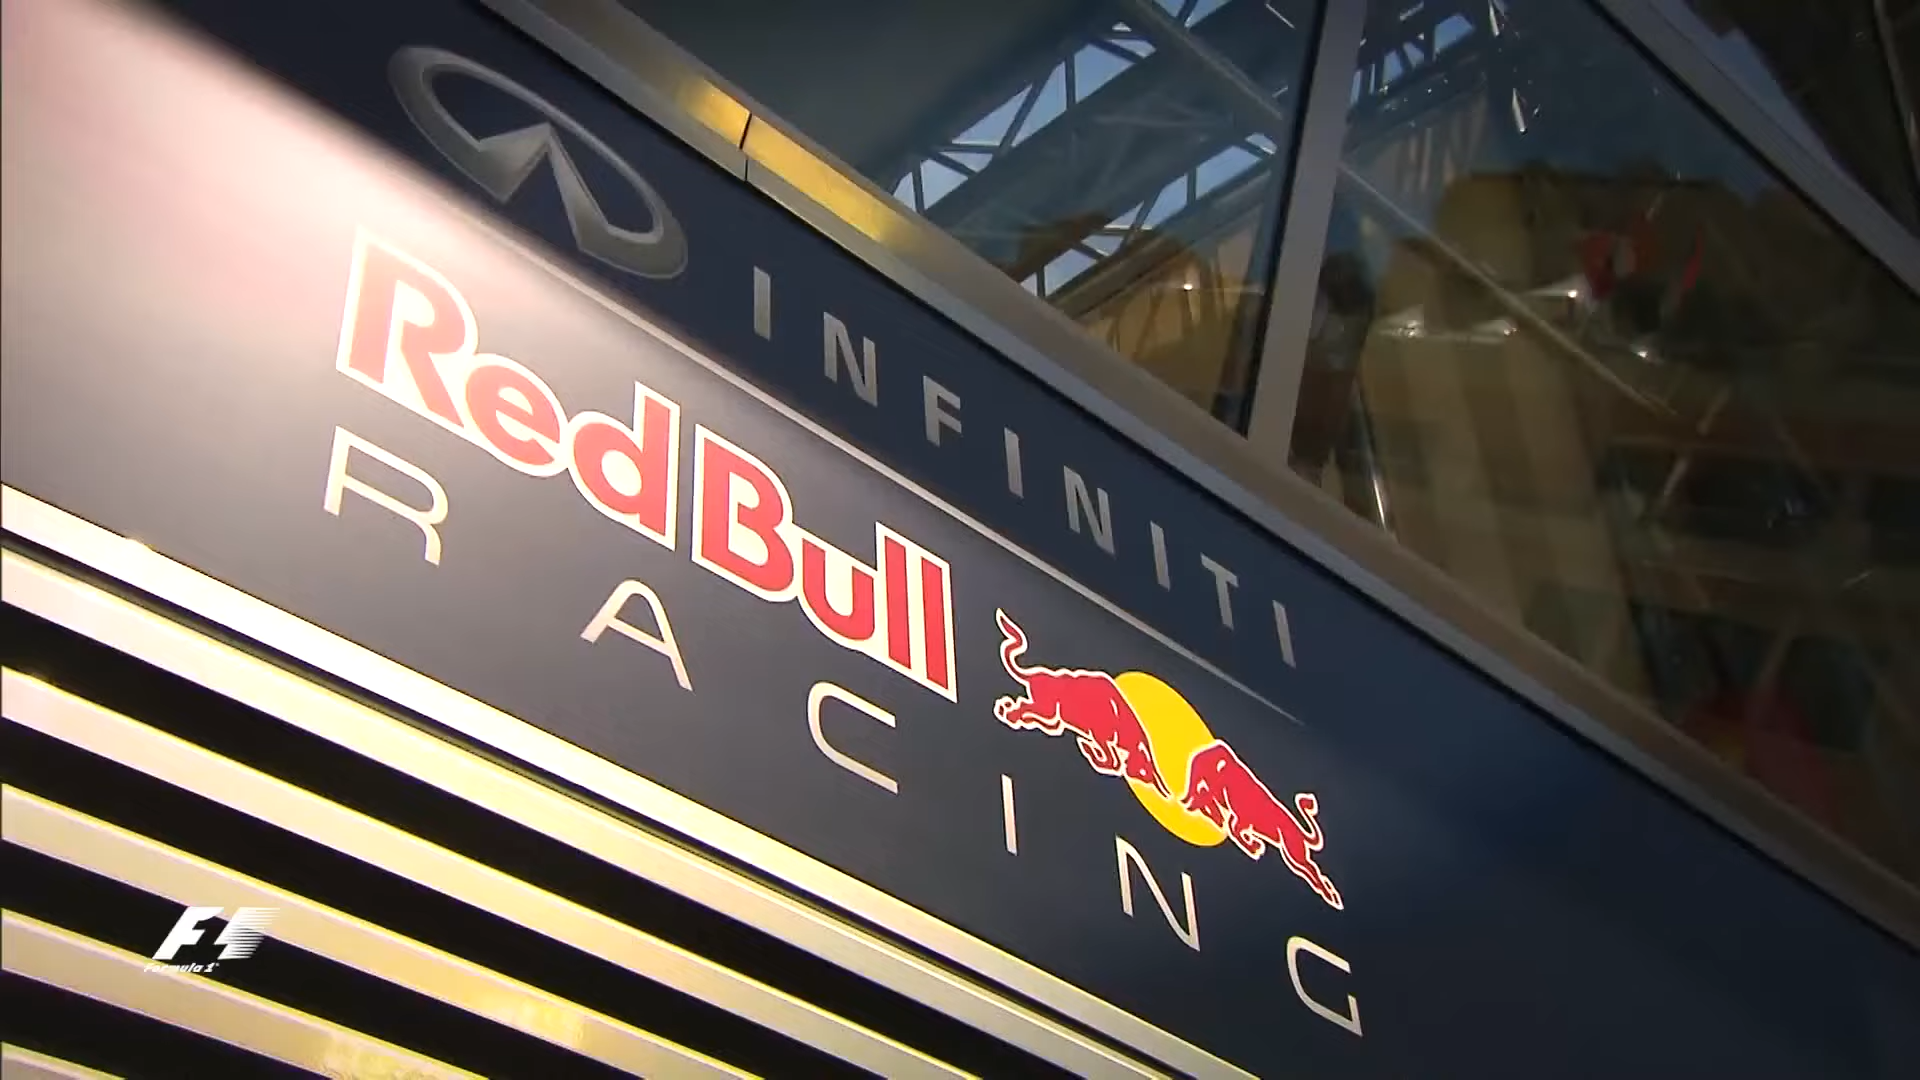 INFINITI
Red Bull
RACING
F1
Formula 1